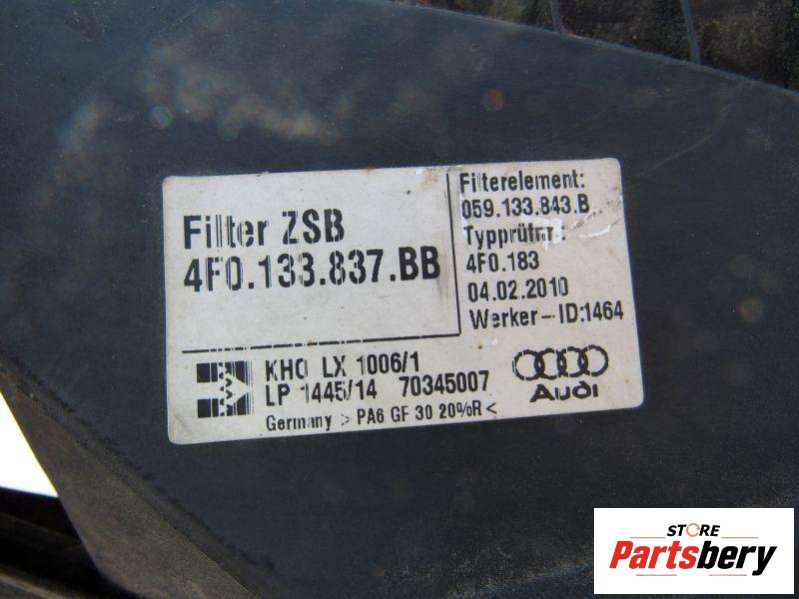 Filter ZSB
4F0.133.837.BB
Filterelement:
059.133.843.B
Typprüfnr.:
4F0.183
04.02.2010
Werker-ID:1464
KHO LX 1006/1
LP 1445/14 70345007
Germany > PA6 GF 30 20%R <
Audi
STORE
Partsbery